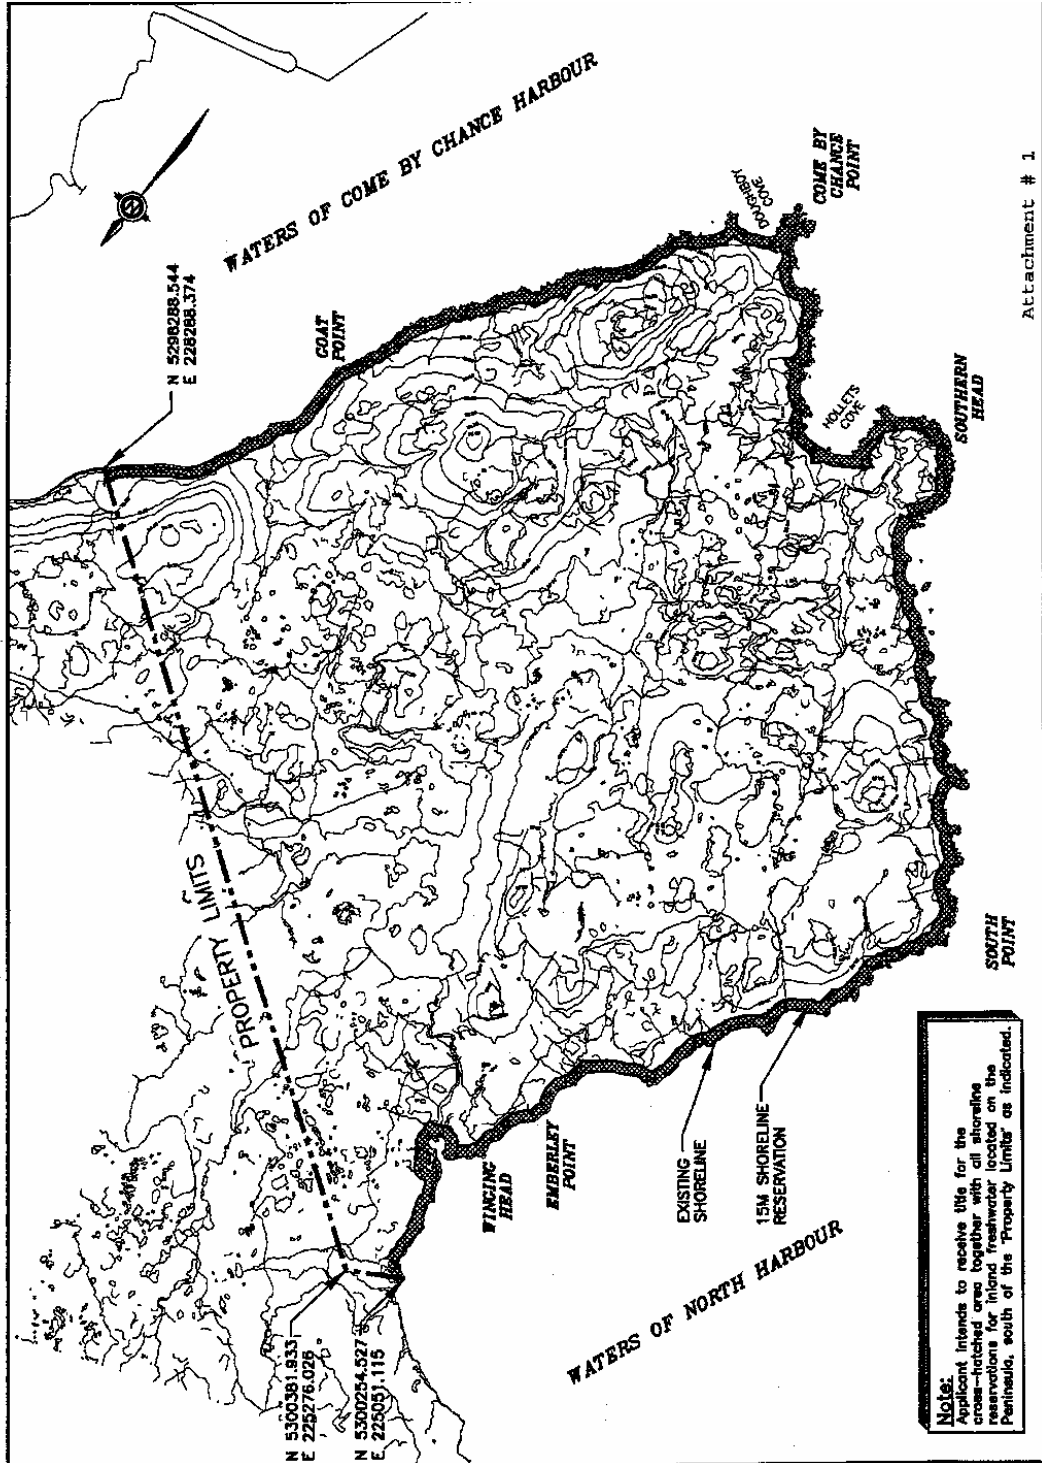 N 5298288.544
E 228288.374
WATERS OF COME BY CHANCE HARBOUR
GOAT
POINT
DOUGHBOY
COVE
COME BY
CHANCE
POINT
HOLLETS
COVE
SOUTHERN
HEAD
N
PROPERTY LIMITS
N 5300381.933
E 225276.026
N 5300254.527
E 225051.115
WINGING
HEAD
EMBERLEY
POINT
EXISTING
SHORELINE
15M SHORELINE
RESERVATION
SOUTH
POINT
WATERS OF NORTH HARBOUR
Note:
Applicant intends to receive title for the
cross-hatched area together with all shoreline
reservations for inland freshwater located on the
Peninsula, south of the 'Property Limits' as indicated.
Attachment # 1